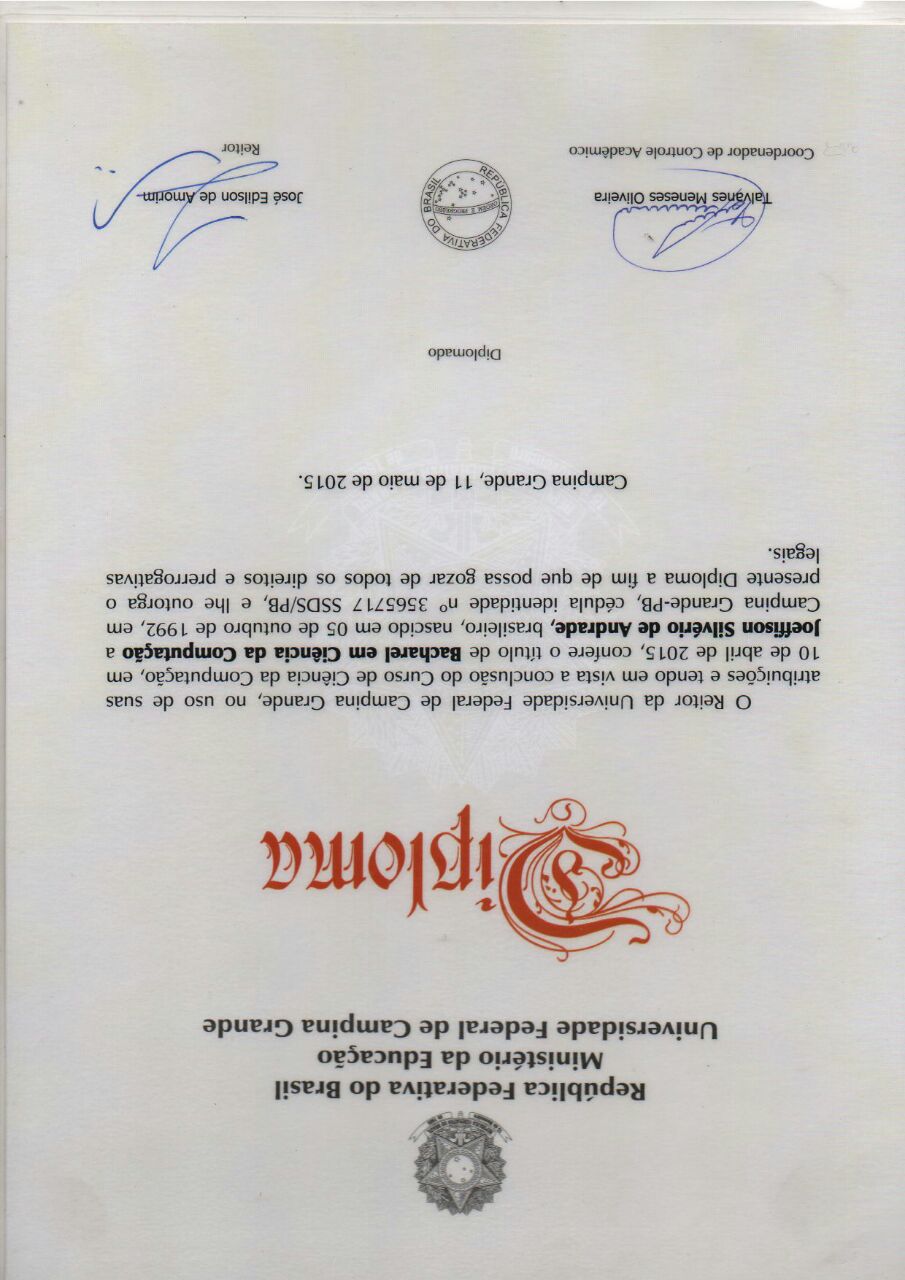 República Federativa do Brasil
Ministério da Educação
Universidade Federal de Campina Grande
Diploma
O Reitor da Universidade Federal de Campina Grande, no uso de suas
atribuições e tendo em vista a conclusão do Curso de Ciência da Computação, em
10 de abril de 2015, confere o título de Bacharel em Ciência da Computação a
Joeffison Silvério de Andrade, brasileiro, nascido em 05 de outubro de 1992, em
Campina Grande-PB, cédula identidade nº 3565717 SSDS/PB, e lhe outorga o
presente Diploma a fim de que possa gozar de todos os direitos e prerrogativas
legais.
Campina Grande, 11 de maio de 2015.
Diplomado
Talvanes Meneses Oliveira
Coordenador de Controle Acadêmico
REPÚBLICA FEDERATIVA DO BRASIL
ORDEM E PROGRESSO
José Edilson de Amorim
Reitor